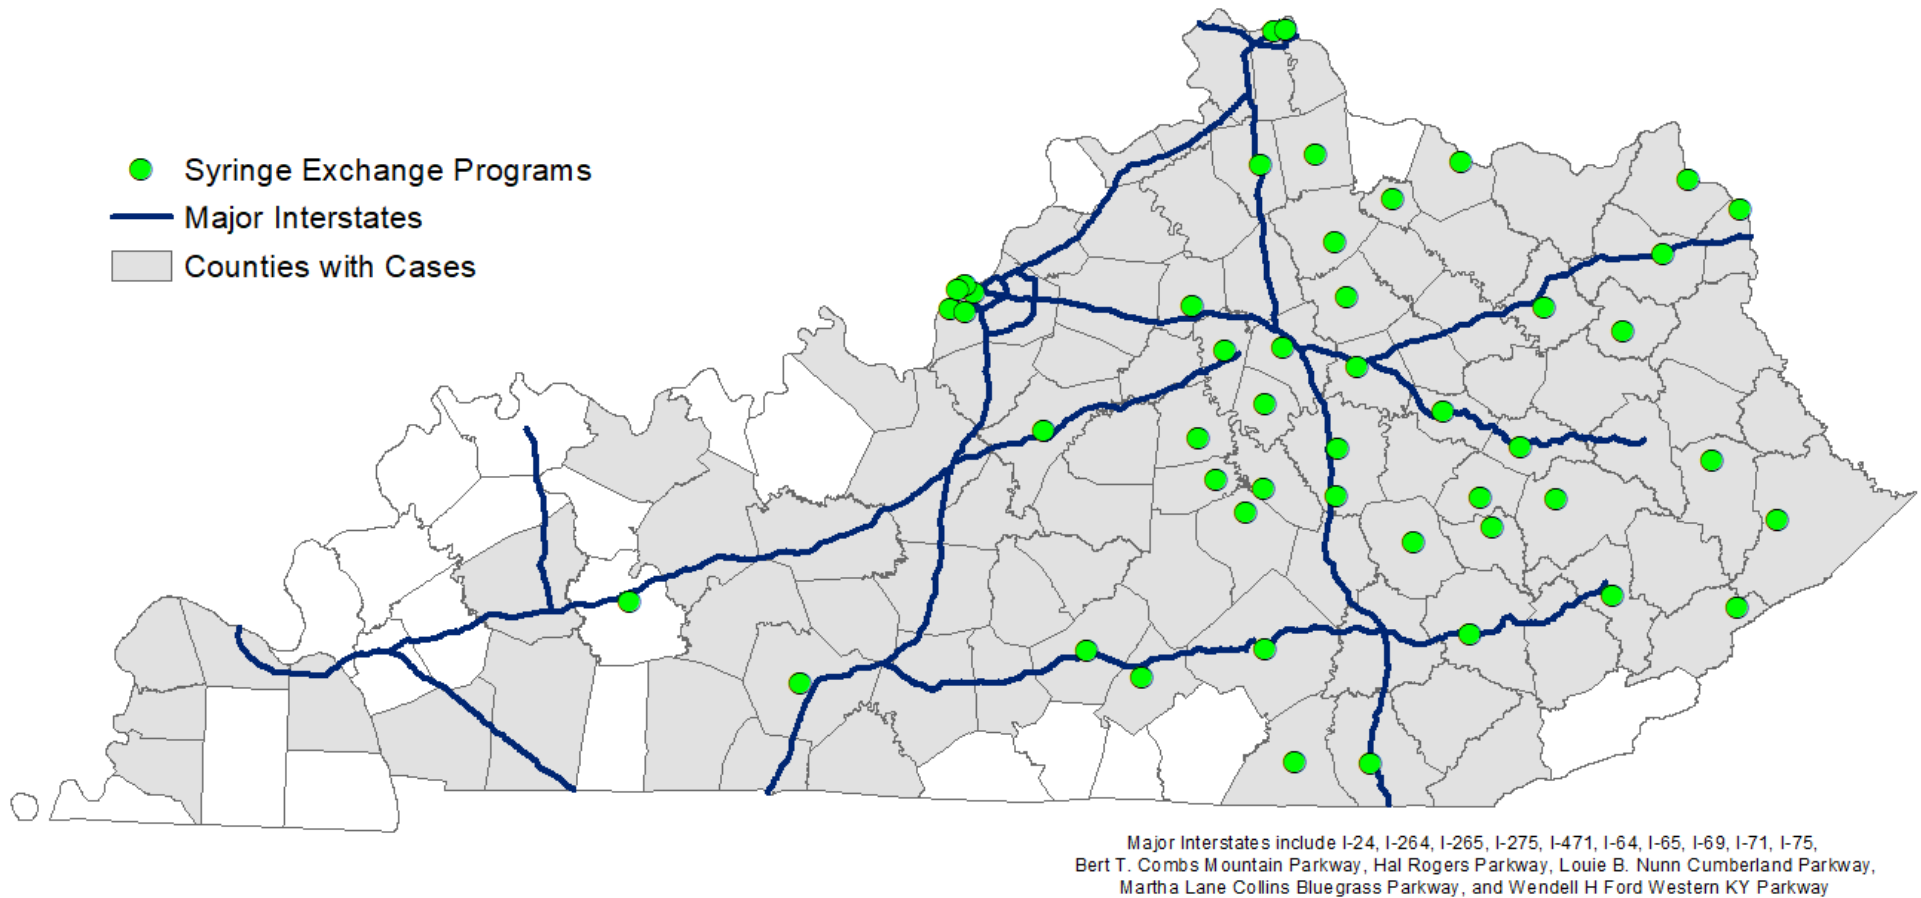 Syringe Exchange Programs
Major Interstates
Counties with Cases
Major Interstates include I-24, I-264, I-265, I-275, I-471, I-64, I-65, I-69, I-71, I-75,
Bert T. Combs Mountain Parkway, Hal Rogers Parkway, Louie B. Nunn Cumberland Parkway,
Martha Lane Collins Bluegrass Parkway, and Wendell H Ford Western KY Parkway